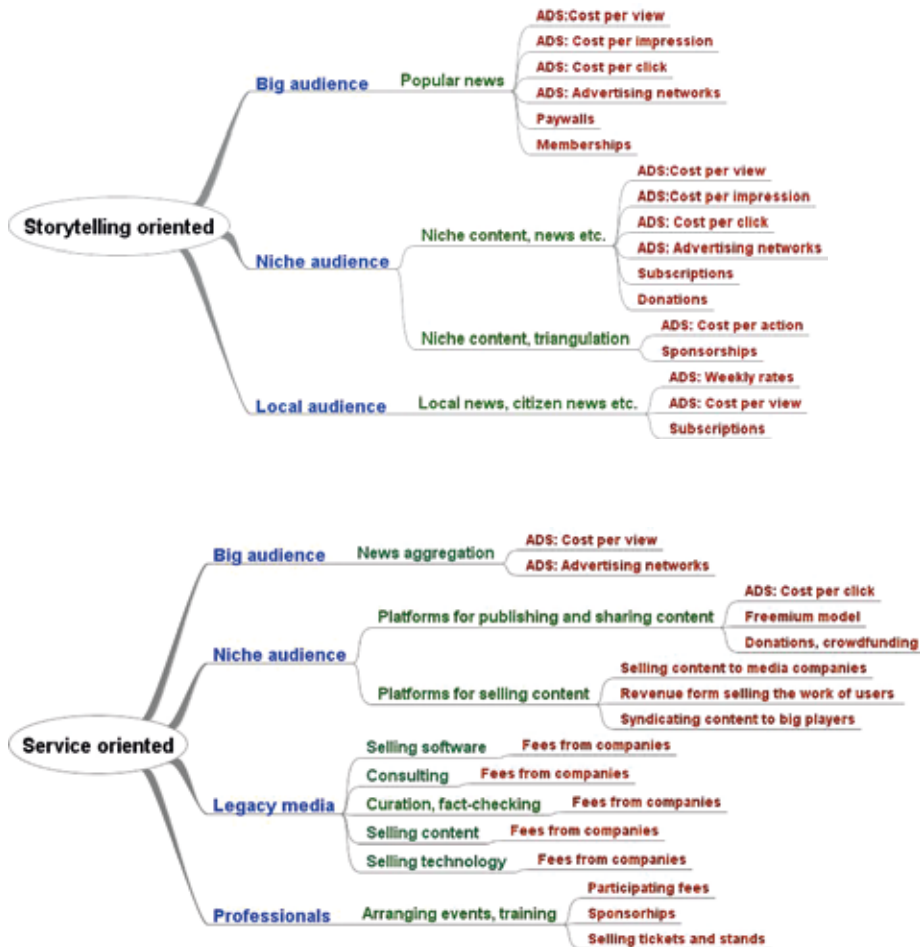 Storytelling oriented
Big audience
Popular news
ADS:Cost per view
ADS: Cost per impression
ADS: Cost per click
ADS: Advertising networks
Paywalls
Memberships
Niche audience
Niche content, news etc.
ADS:Cost per view
ADS:Cost per impression
ADS: Cost per click
ADS: Advertising networks
Subscriptions
Donations
Niche content, triangulation
ADS: Cost per action
Sponsorships
Local audience
Local news, citizen news etc.
ADS: Weekly rates
ADS: Cost per view
Subscriptions
Service oriented
Big audience
News aggregation
ADS: Cost per view
ADS: Advertising networks
Niche audience
Platforms for publishing and sharing content
ADS: Cost per click
Freemium model
Donations, crowdfunding
Platforms for selling content
Selling content to media companies
Revenue form selling the work of users
Syndicating content to big players
Legacy media
Selling software
Fees from companies
Consulting
Fees from companies
Curation, fact-checking
Fees from companies
Selling content
Fees from companies
Selling technology
Fees from companies
Professionals
Arranging events, training
Participating fees
Sponsorhips
Selling tickets and stands